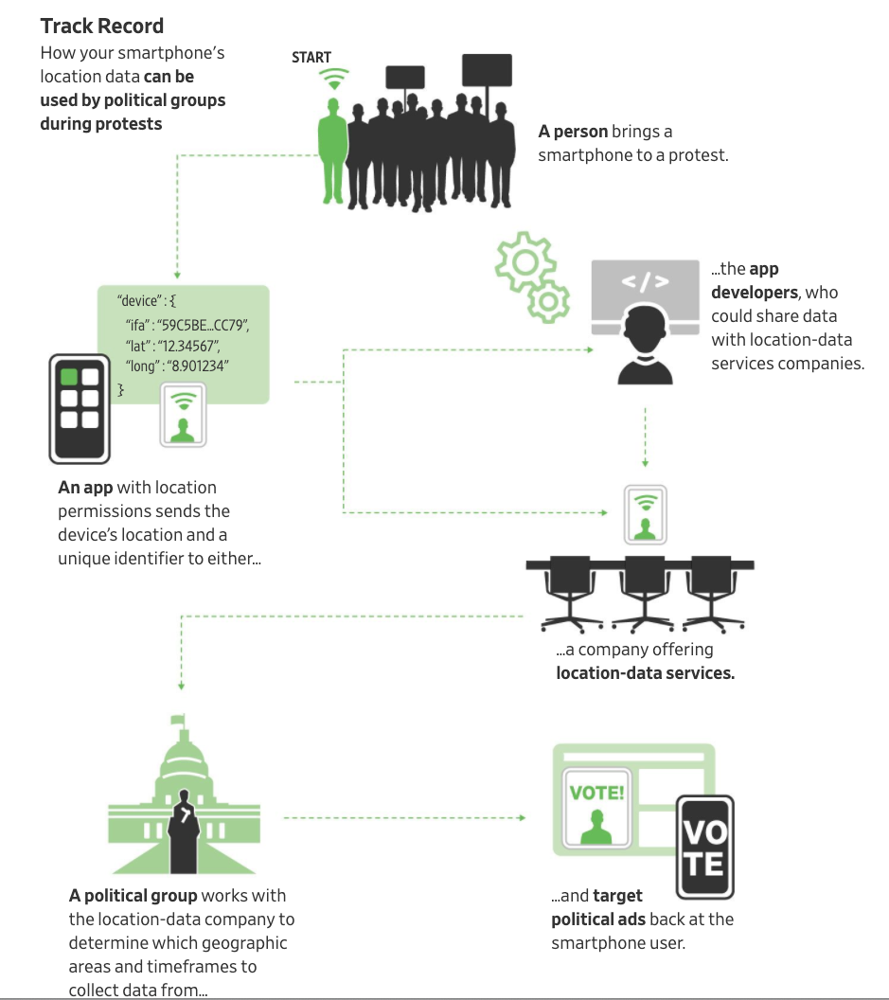 Track Record
How your smartphone's
location data can be
used by political groups
during protests
START
A person brings a
smartphone to a protest.
"device" : {
"ifa" : "59C5BE...CC79",
"lat" : "12.34567",
"long" : "8.901234"
}
An app with location
permissions sends the
device's location and a
unique identifier to either...
</>
...the app
developers, who
could share data
with location-data
services companies.
...a company offering
location-data services.
A political group works with
the location-data company to
determine which geographic
areas and timeframes to
collect data from...
VOTE!
VO
TE
...and target
political ads back at the
smartphone user.